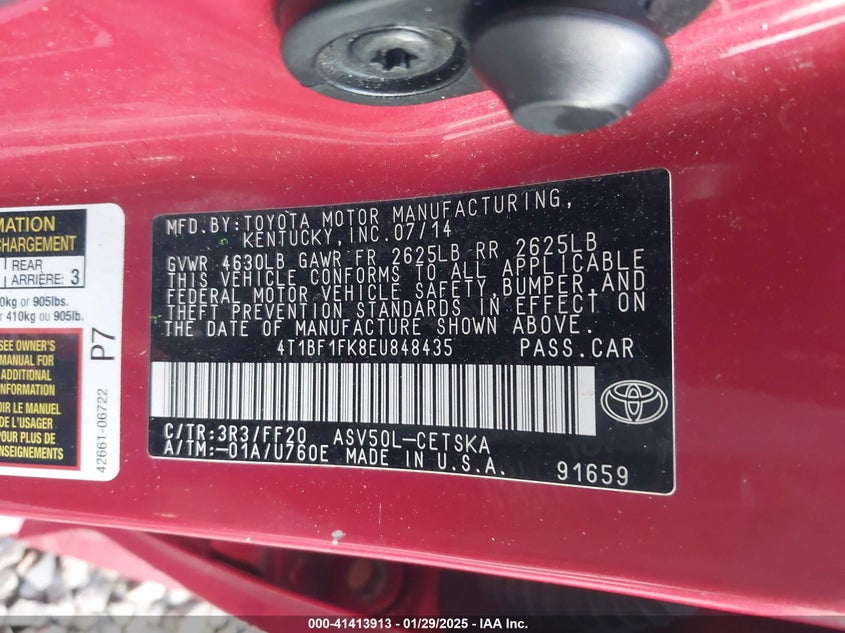 MFD. BY: TOYOTA MOTOR MANUFACTURING,
KENTUCKY, INC. 07/14
GVWR 4630LB GAWR FR 2625LB RR 2625LB
THIS VEHICLE CONFORMS TO ALL APPLICABLE
FEDERAL MOTOR VEHICLE SAFETY, BUMPER, AND
THEFT PREVENTION STANDARDS IN EFFECT ON
THE DATE OF MANUFACTURE SHOWN ABOVE.
4T1BF1FK8EU848435 PASS. CAR
C/TR: 3R3/FF20 ASV50L-CETSKA
A/TM: -01A/U760E MADE IN U.S.A.
91659
MATION
CHARGEMENT
REAR
ARRIÈRE: 3
0kg or 905lbs.
r 410kg ou 905lb.
SEE OWNER'S
MANUAL FOR
ADDITIONAL
INFORMATION
OIR LE MANUEL
DE L'USAGER
POUR PLUS DE
ENSEIGNEMENTS
P7
42661-06722
000-41413913 | 01/29/2025 | IAA Inc.